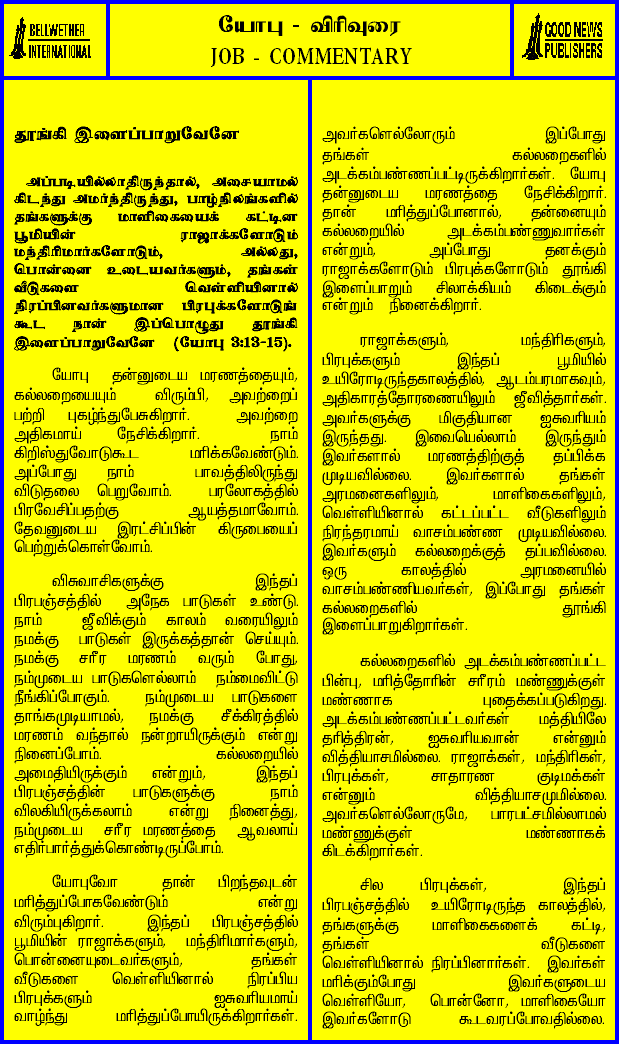 BELLWETHER
INTERNATIONAL
யோபு - விரிவுரை
JOB - COMMENTARY
GOOD NEWS
PUBLISHERS
தூங்கி இளைப்பாறுவேனே
அப்படியில்லாதிருந்தால், அசையாமல்
கிடந்து அமர்ந்திருந்து, பாழ்நிலங்களில்
தங்களுக்கு மாளிகையைக் கட்டின
பூமியின் ராஜாக்களோடும்
மந்திரிமார்களோடும், அல்லது,
பொன்னை உடையவர்களும், தங்கள்
வீடுகளை வெள்ளியினால்
நிரப்பினவர்களுமான பிரபுக்களோடுங்
கூட நான் இப்பொழுது தூங்கி
இளைப்பாறுவேனே (யோபு 3:13-15).
யோபு தன்னுடைய மரணத்தையும்,
கல்லறையையும் விரும்பி, அவற்றைப்
பற்றி புகழ்ந்துபேசுகிறார். அவற்றை
அதிகமாய் நேசிக்கிறார். நாம்
கிறிஸ்துவோடுகூட மரிக்கவேண்டும்.
அப்போது நாம் பாவத்திலிருந்து
விடுதலை பெறுவோம். பரலோகத்தில்
பிரவேசிப்பதற்கு ஆயத்தமாவோம்.
தேவனுடைய இரட்சிப்பின் கிருபையைப்
பெற்றுக்கொள்வோம்.
விசுவாசிகளுக்கு இந்தப்
பிரபஞ்சத்தில் அநேக பாடுகள் உண்டு.
நாம் ஜீவிக்கும் காலம் வரையிலும்
நமக்கு பாடுகள் இருக்கத்தான் செய்யும்.
நமக்கு சரீர மரணம் வரும் போது,
நம்முடைய பாடுகளெல்லாம் நம்மைவிட்டு
நீங்கிப்போகும். நம்முடைய பாடுகளை
தாங்கமுடியாமல், நமக்கு சீக்கிரத்தில்
மரணம் வந்தால் நன்றாயிருக்கும் என்று
நினைப்போம். கல்லறையில்
அமைதியிருக்கும் என்றும், இந்தப்
பிரபஞ்சத்தின் பாடுகளுக்கு நாம்
விலகியிருக்கலாம் என்று நினைத்து,
நம்முடைய சரீர மரணத்தை ஆவலாய்
எதிர்பார்த்துக்கொண்டிருப்போம்.
யோபுவோ தான் பிறந்தவுடன்
மரித்துப்போகவேண்டும் என்று
விரும்புகிறார். இந்தப் பிரபஞ்சத்தில்
பூமியின் ராஜாக்களும், மந்திரிமார்களும்,
பொன்னையுடைவர்களும், தங்கள்
வீடுகளை வெள்ளியினால் நிரப்பிய
பிரபுக்களும் ஐசுவரியமாய்
வாழ்ந்து மரித்துப்போயிருக்கிறார்கள்.
அவர்களெல்லோரும் இப்போது
தங்கள் கல்லறைகளில்
அடக்கம்பண்ணப்பட்டிருக்கிறார்கள். யோபு
தன்னுடைய மரணத்தை நேசிக்கிறார்.
தான் மரித்துப்போனால், தன்னையும்
கல்லறையில் அடக்கம்பண்ணுவார்கள்
என்றும், அப்போது தனக்கும்
ராஜாக்களோடும் பிரபுக்களோடும் தூங்கி
இளைப்பாறும் சிலாக்கியம் கிடைக்கும்
என்றும் நினைக்கிறார்.
ராஜாக்களும், மந்திரிகளும்,
பிரபுக்களும் இந்தப் பூமியில்
உயிரோடிருந்தகாலத்தில், ஆடம்பரமாகவும்,
அதிகாரத்தோரணையிலும் ஜீவித்தார்கள்.
அவர்களுக்கு மிகுதியான ஐசுவரியம்
இருந்தது. இவையெல்லாம் இருந்தும்
இவர்களால் மரணத்திற்குத் தப்பிக்க
முடியவில்லை. இவர்களால் தங்கள்
அரமனைகளிலும், மாளிகைகளிலும்,
வெள்ளியினால் கட்டப்பட்ட வீடுகளிலும்
நிரந்தரமாய் வாசம்பண்ண முடியவில்லை.
இவர்களும் கல்லறைக்குத் தப்பவில்லை.
ஒரு காலத்தில் அரமனையில்
வாசம்பண்ணியவர்கள், இப்போது தங்கள்
கல்லறைகளில் தூங்கி
இளைப்பாறுகிறார்கள்.
கல்லறைகளில் அடக்கம்பண்ணப்பட்ட
பின்பு, மரித்தோரின் சரீரம் மண்ணுக்குள்
மண்ணாக புதைக்கப்படுகிறது.
அடக்கம்பண்ணப்பட்டவர்கள் மத்தியிலே
தரித்திரன், ஐசுவரியவான் என்னும்
வித்தியாசமில்லை. ராஜாக்கள், மந்திரிகள்,
பிரபுக்கள், சாதாரண குடிமக்கள்
என்னும் வித்தியாசமுமில்லை.
அவர்களெல்லோருமே, பாரபட்சமில்லாமல்
மண்ணுக்குள் மண்ணாகக்
கிடக்கிறார்கள்.
சில பிரபுக்கள், இந்தப்
பிரபஞ்சத்தில் உயிரோடிருந்த காலத்தில்,
தங்களுக்கு மாளிகைகளைக் கட்டி,
தங்கள் வீடுகளை
வெள்ளியினால் நிரப்பினார்கள். இவர்கள்
மரிக்கும்போது இவர்களுடைய
வெள்ளியோ, பொன்னோ, மாளிகையோ
இவர்களோடு கூடவரப்போவதில்லை.